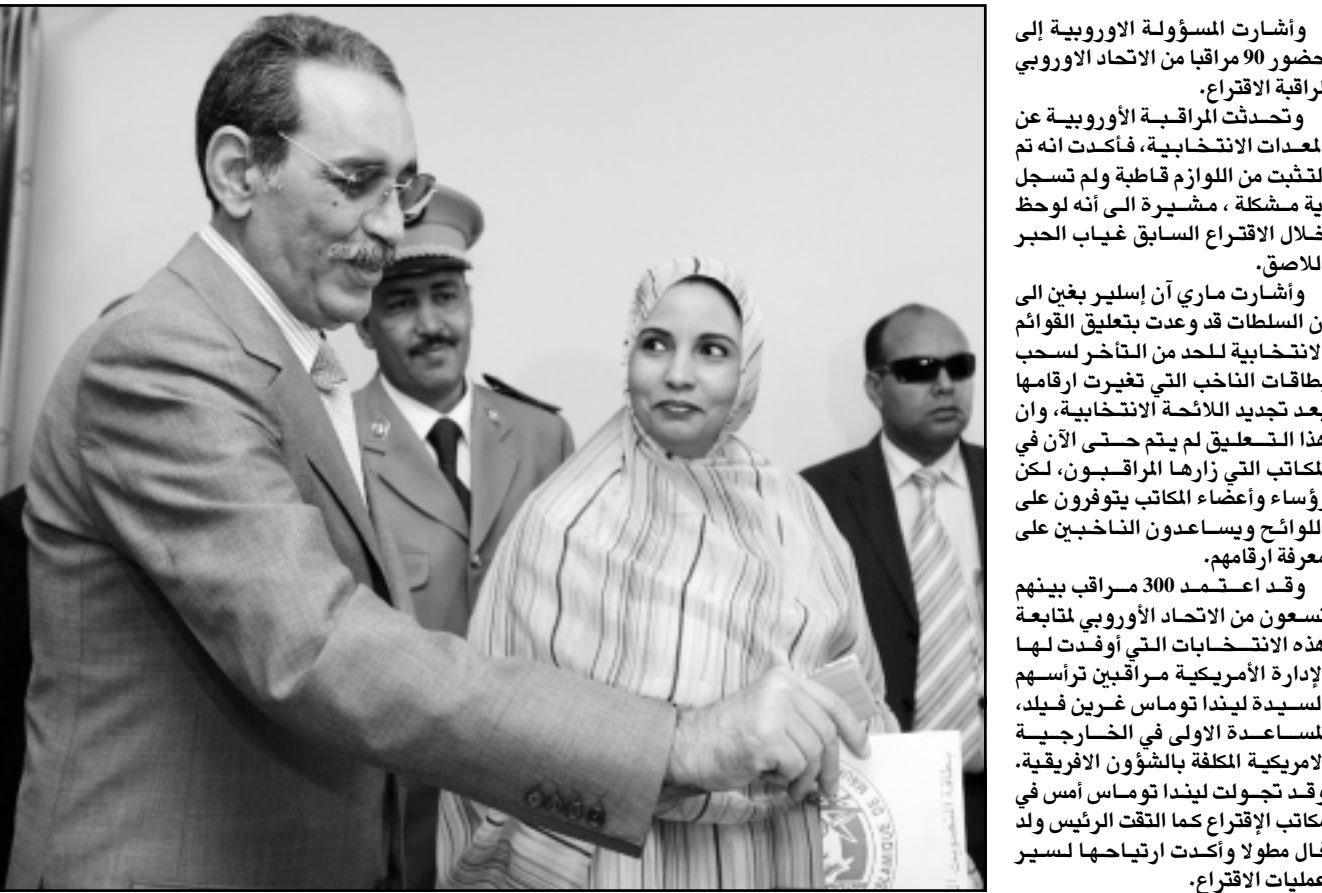 وأشارت المسؤولة الاوروبية إلى
حضور 90 مراقبا من الاتحاد الاوروبي
لمراقبة الاقتراع.
وتحدثت المراقبة الأوروبية عن
المعدات الانتخابية، فأكدت انه تم
التثبت من اللوازم قاطبة ولم تسجل
أية مشكلة ، مشيرة الى أنه لوحظ
خلال الاقتراع السابق غياب الحبر
اللاصق.
وأشارت ماري آن إسلير بغين الى
أن السلطات قد وعدت بتعليق القوائم
الانتخابية للحد من التأخر لسحب
بطاقات الناخب التي تغيرت ارقامها
بعد تجديد اللائحة الانتخابية، وان
هذا التعليق لم يتم حتى الآن في
المكاتب التي زارها المراقبون، لكن
رؤساء وأعضاء المكاتب يتوفرون على
اللوائح ويساعدون الناخبين على
معرفة ارقامهم.
وقد اعتمد 300 مراقب بينهم
تسعون من الاتحاد الأوروبي لمتابعة
هذه الانتخابات التي أوفدت لها
الإدارة الأمريكية مراقبين ترأسهم
السيدة ليندا توماس غرين فيلد،
المساعدة الاولى في الخارجية
الامريكية المكلفة بالشؤون الافريقية.
وقد تجولت ليندا توماس أمس في
مكاتب الإقتراع كما التقت الرئيس ولد
فال مطولا وأكدت ارتياحها لسير
عمليات الاقتراع.
بطاقة التصويت
SLAMIQUE DE MAUR